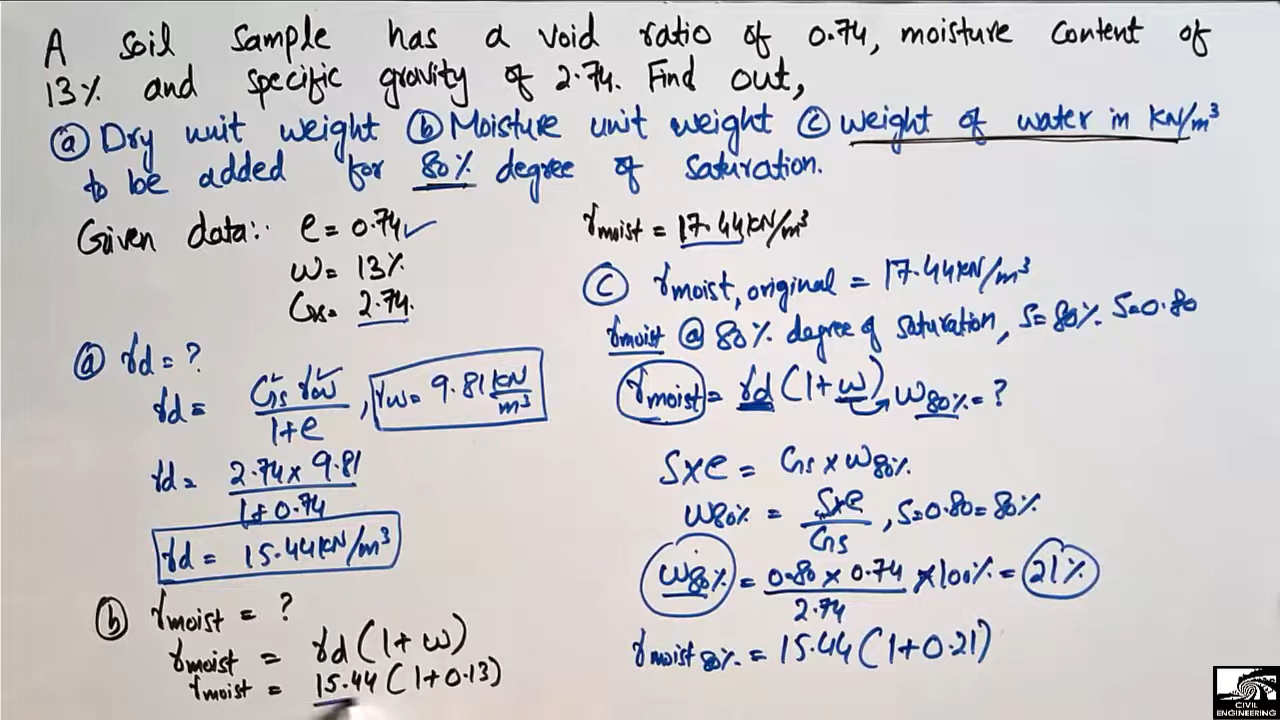 A soil sample has a void ratio of 0.74, moisture content of
13% and specific gravity of 2.74. Find out,
ⓐ Dry unit weight ⓑ Moisture unit weight ⓒ weight of water in KN/m³
to be added for 80% degree of saturation.
Given data:- e = 0.74 ✓
w = 13%
Gs = 2.74.
ⓐ γd = ?
γd = Gs γw / 1+e , γw = 9.81 KN/m³
γd = 2.74 × 9.81 / 1+0.74
γd = 15.44 KN/m³
ⓑ γmoist = ?
γmoist = γd (1+w)
γmoist = 15.44 (1+0.13)
γmoist = 17.44 KN/m³
ⓒ γmoist, original = 17.44 KN/m³
γmoist @ 80% degree of saturation, S=80%. S=0.80
γmoist = γd (1+w) → w80% = ?
S×e = Gs × w80%
w80% = S×e / Gs , S=0.80=80%
w80% = 0.80 × 0.74 / 2.74 × 100% = 21%
γmoist 80% = 15.44 (1+0.21)
CIVIL
ENGINEERING